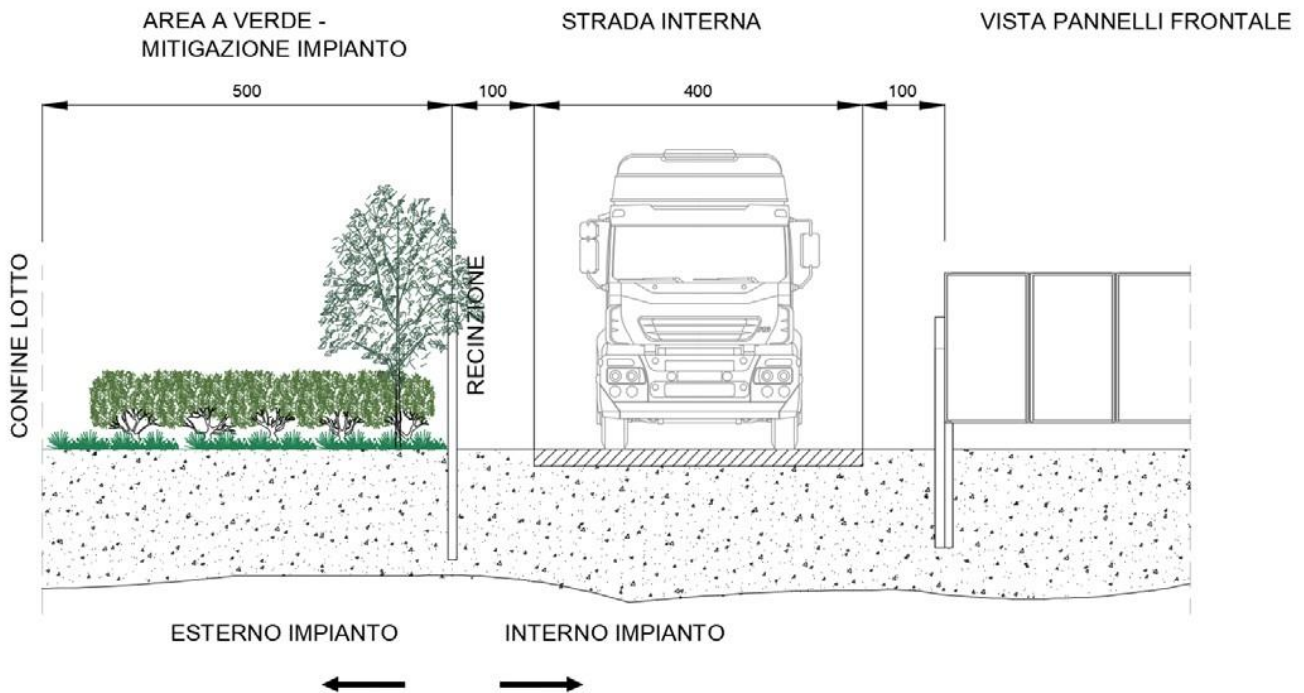 AREA A VERDE -
MITIGAZIONE IMPIANTO
STRADA INTERNA
VISTA PANNELLI FRONTALE
500
100
400
100
CONFINE LOTTO
RECINZIONE
ESTERNO IMPIANTO
INTERNO IMPIANTO